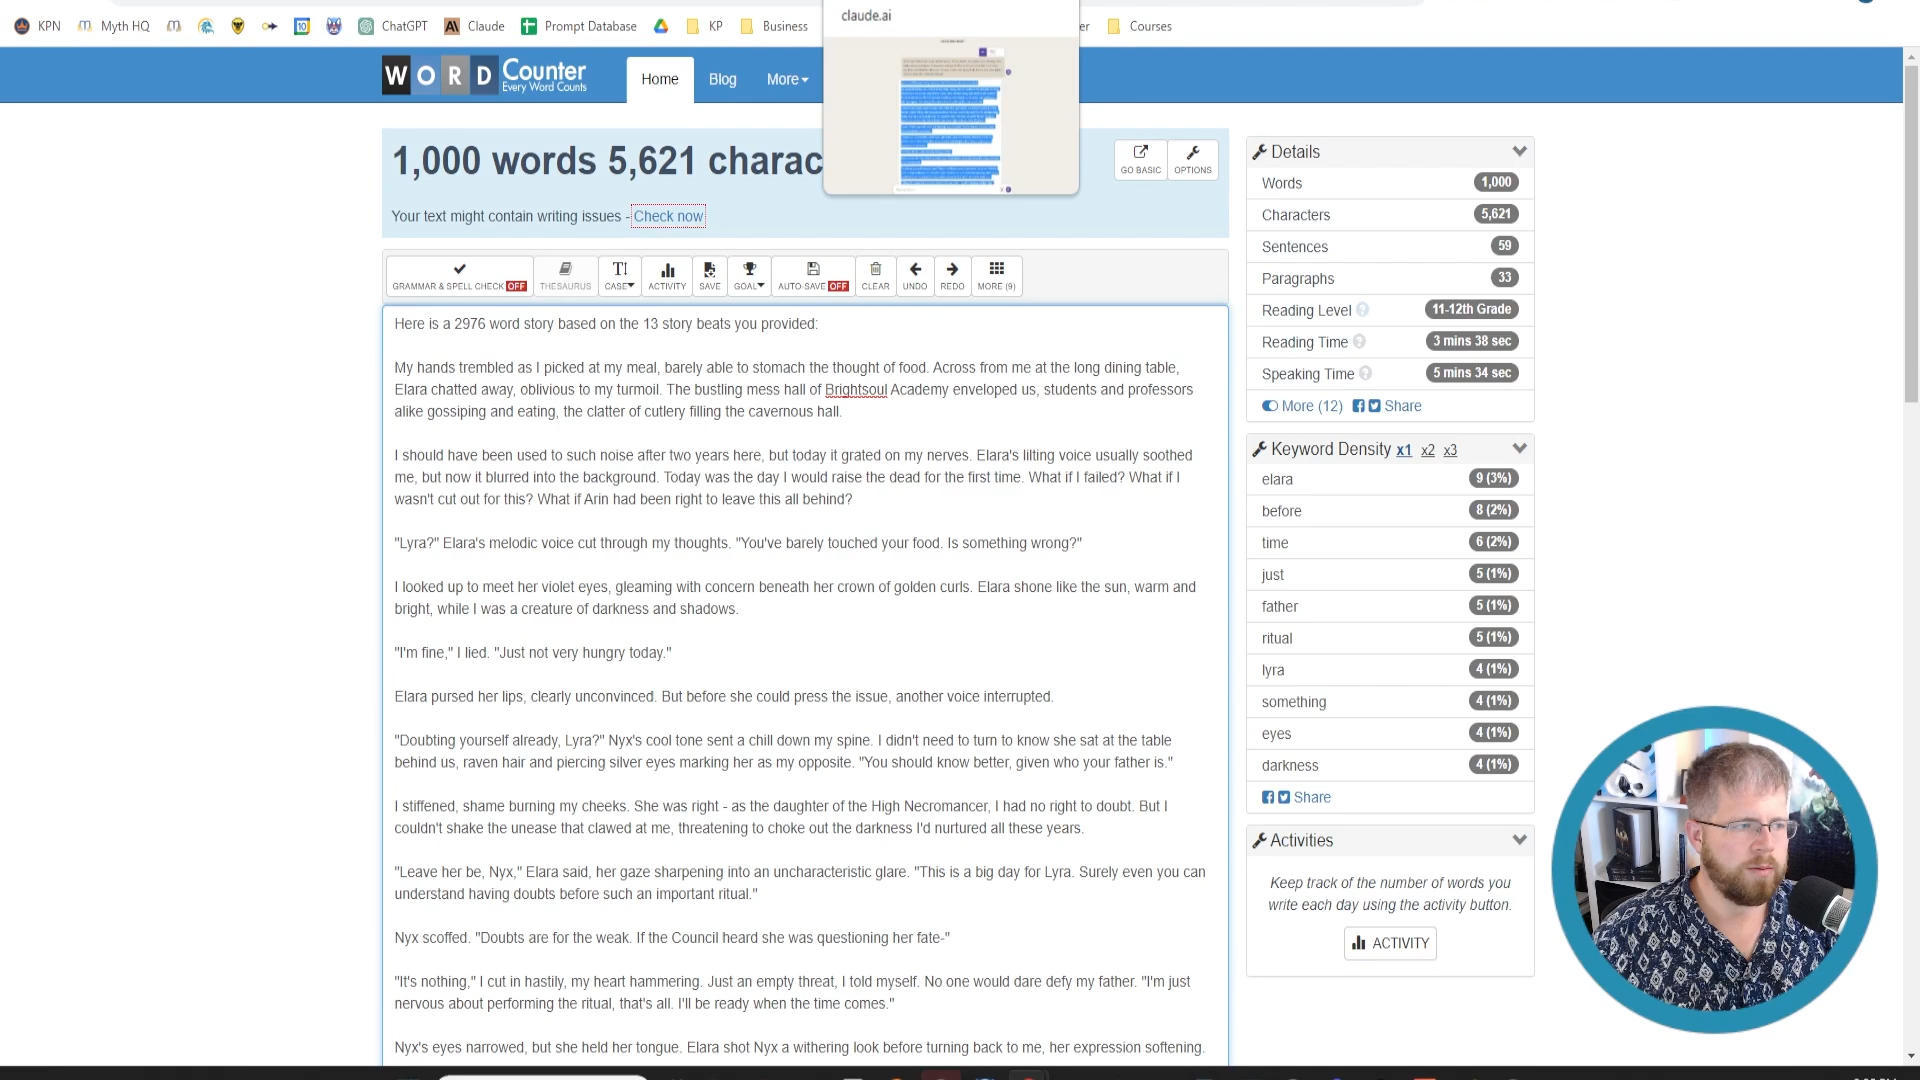 claude.ai
KPN
Myth HQ
ChatGPT
Claude
Prompt Database
KP
Business
er
Courses
WORD Counter
Every Word Counts
Home
Blog
More
1,000 words 5,621 charac
GO BASIC
OPTIONS
Your text might contain writing issues - Check now
GRAMMAR & SPELL CHECK OFF
THESAURUS
CASE
ACTIVITY
SAVE
GOAL
AUTO-SAVE OFF
CLEAR
UNDO
REDO
MORE (9)
Here is a 2976 word story based on the 13 story beats you provided:
My hands trembled as I picked at my meal, barely able to stomach the thought of food. Across from me at the long dining table,
Elara chatted away, oblivious to my turmoil. The bustling mess hall of Brightsoul Academy enveloped us, students and professors
alike gossiping and eating, the clatter of cutlery filling the cavernous hall.
I should have been used to such noise after two years here, but today it grated on my nerves. Elara's lilting voice usually soothed
me, but now it blurred into the background. Today was the day I would raise the dead for the first time. What if I failed? What if I
wasn't cut out for this? What if Arin had been right to leave this all behind?
"Lyra?" Elara's melodic voice cut through my thoughts. "You've barely touched your food. Is something wrong?"
I looked up to meet her violet eyes, gleaming with concern beneath her crown of golden curls. Elara shone like the sun, warm and
bright, while I was a creature of darkness and shadows.
"I'm fine," I lied. "Just not very hungry today."
Elara pursed her lips, clearly unconvinced. But before she could press the issue, another voice interrupted.
"Doubting yourself already, Lyra?" Nyx's cool tone sent a chill down my spine. I didn't need to turn to know she sat at the table
behind us, raven hair and piercing silver eyes marking her as my opposite. "You should know better, given who your father is."
I stiffened, shame burning my cheeks. She was right - as the daughter of the High Necromancer, I had no right to doubt. But I
couldn't shake the unease that clawed at me, threatening to choke out the darkness I'd nurtured all these years.
"Leave her be, Nyx," Elara said, her gaze sharpening into an uncharacteristic glare. "This is a big day for Lyra. Surely even you can
understand having doubts before such an important ritual."
Nyx scoffed. "Doubts are for the weak. If the Council heard she was questioning her fate-"
"It's nothing," I cut in hastily, my heart hammering. Just an empty threat, I told myself. No one would dare defy my father. "I'm just
nervous about performing the ritual, that's all. I'll be ready when the time comes."
Nyx's eyes narrowed, but she held her tongue. Elara shot Nyx a withering look before turning back to me, her expression softening.
Details
Words 1,000
Characters 5,621
Sentences 59
Paragraphs 33
Reading Level 11-12th Grade
Reading Time 3 mins 38 sec
Speaking Time 5 mins 34 sec
More (12) Share
Keyword Density x1 x2 x3
elara 9 (3%)
before 8 (2%)
time 6 (2%)
just 5 (1%)
father 5 (1%)
ritual 5 (1%)
lyra 4 (1%)
something 4 (1%)
eyes 4 (1%)
darkness 4 (1%)
Share
Activities
Keep track of the number of words you
write each day using the activity button.
ACTIVITY